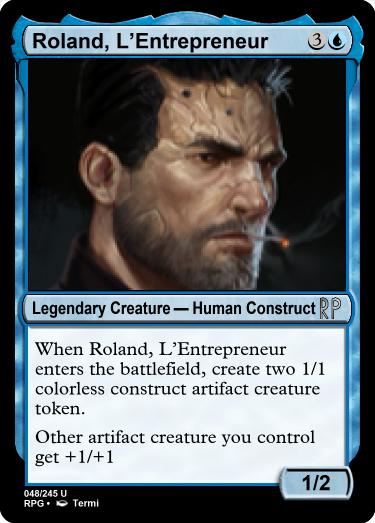 Roland, L'Entrepreneur 3
Legendary Creature — Human Construct RP
When Roland, L'Entrepreneur
enters the battlefield, create two 1/1
colorless construct artifact creature
token.
Other artifact creature you control
get +1/+1
1/2
048/245 U
RPG • Termi